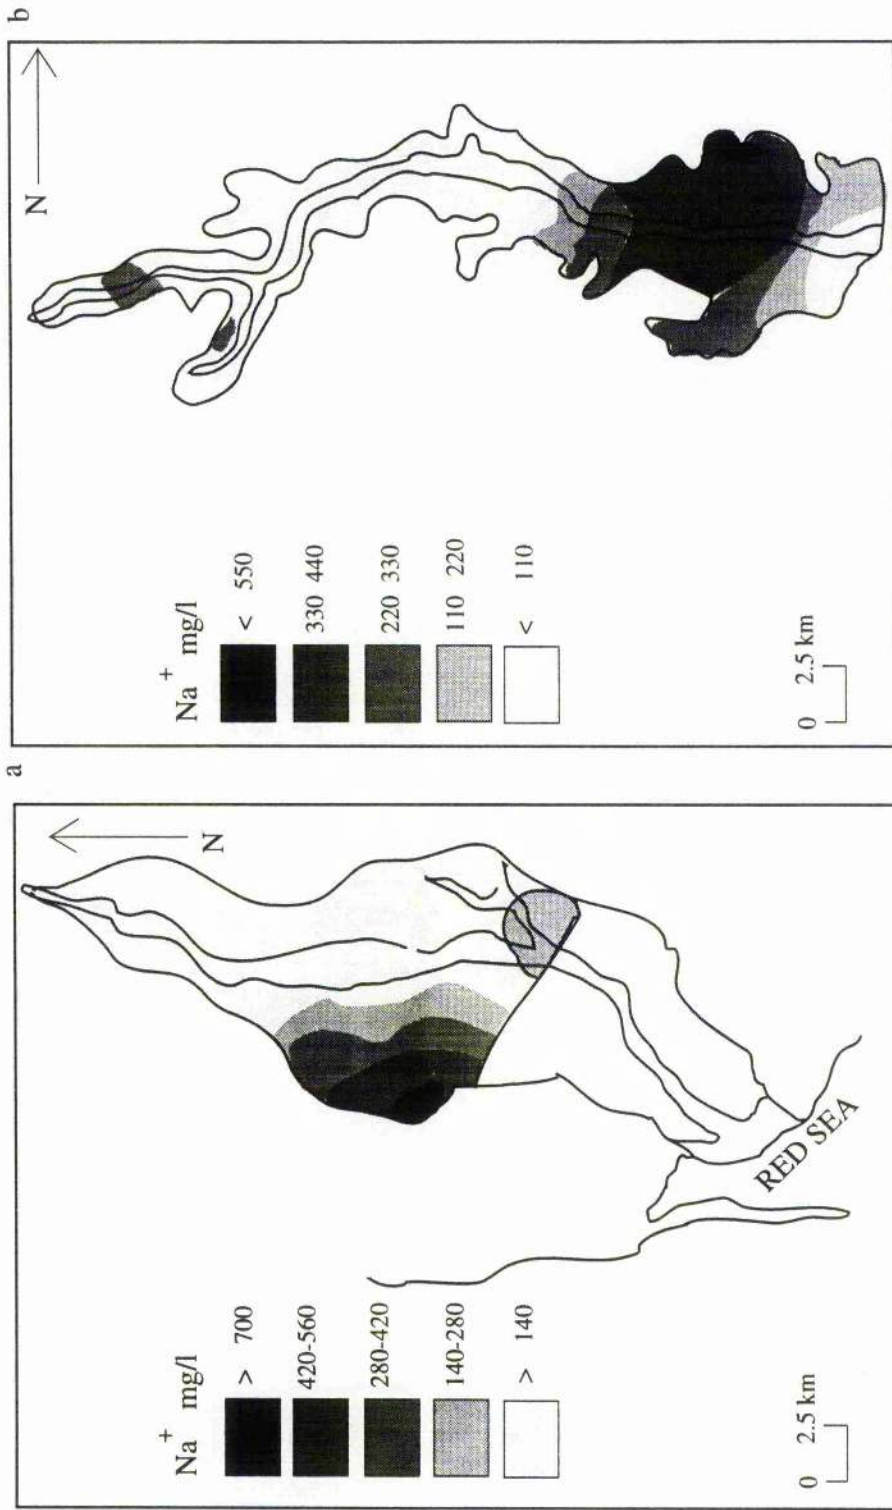 a
N
Na+ mg/l
> 700
420-560
280-420
140-280
> 140
0 2.5 km
RED SEA
b
N
Na+ mg/l
< 550
330 440
220 330
110 220
< 110
0 2.5 km